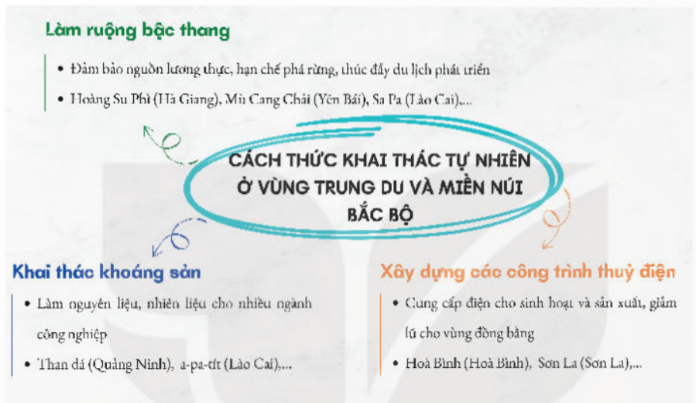 Làm ruộng bậc thang
• Đảm bảo nguồn lương thực, hạn chế phá rừng, thúc đẩy du lịch phát triển
• Hoàng Su Phì (Hà Giang), Mù Cang Chải (Yên Bái), Sa Pa (Lào Cai),...
CÁCH THỨC KHAI THÁC TỰ NHIÊN
Ở VÙNG TRUNG DU VÀ MIỀN NÚI
BẮC BỘ
Khai thác khoáng sản
• Làm nguyên liệu, nhiên liệu cho nhiều ngành
công nghiệp
• Than đá (Quảng Ninh), a-pa-tít (Lào Cai),...
Xây dựng các công trình thuỷ điện
• Cung cấp điện cho sinh hoạt và sản xuất, giảm
lũ cho vùng đồng bằng
• Hoà Bình (Hoà Bình), Sơn La (Sơn La),...